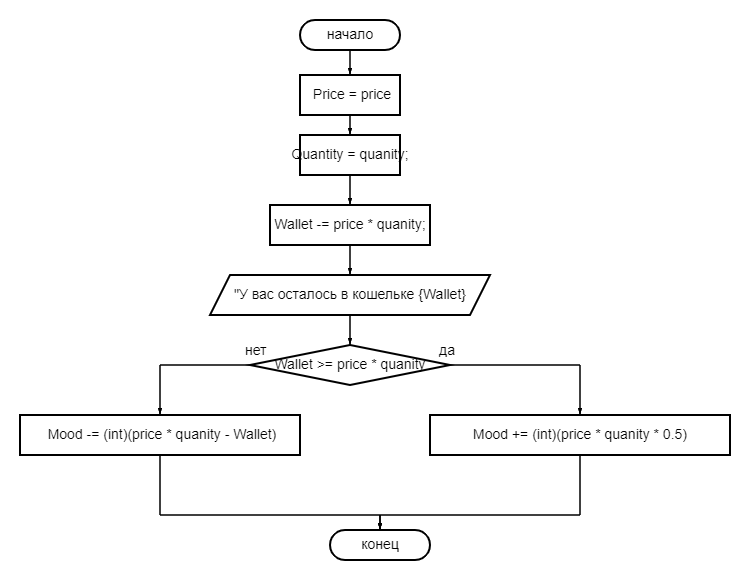 начало
Price = price
Quantity = quanity;
Wallet -= price * quanity;
"У вас осталось в кошельке {Wallet}
нет
да
Wallet >= price * quanity
Mood -= (int)(price * quanity - Wallet)
Mood += (int)(price * quanity * 0.5)
конец